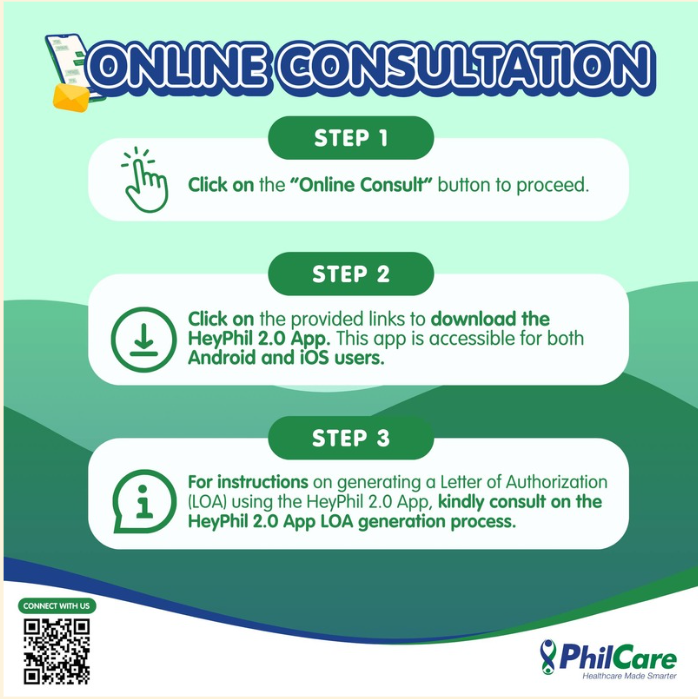 ONLINE CONSULTATION
STEP 1
Click on the "Online Consult" button to proceed.
STEP 2
Click on the provided links to download the
HeyPhil 2.0 App. This app is accessible for both
Android and iOS users.
STEP 3
For instructions on generating a Letter of Authorization
(LOA) using the HeyPhil 2.0 App, kindly consult on the
HeyPhil 2.0 App LOA generation process.
CONNECT WITH US
PhilCare
Healthcare Made Smarter